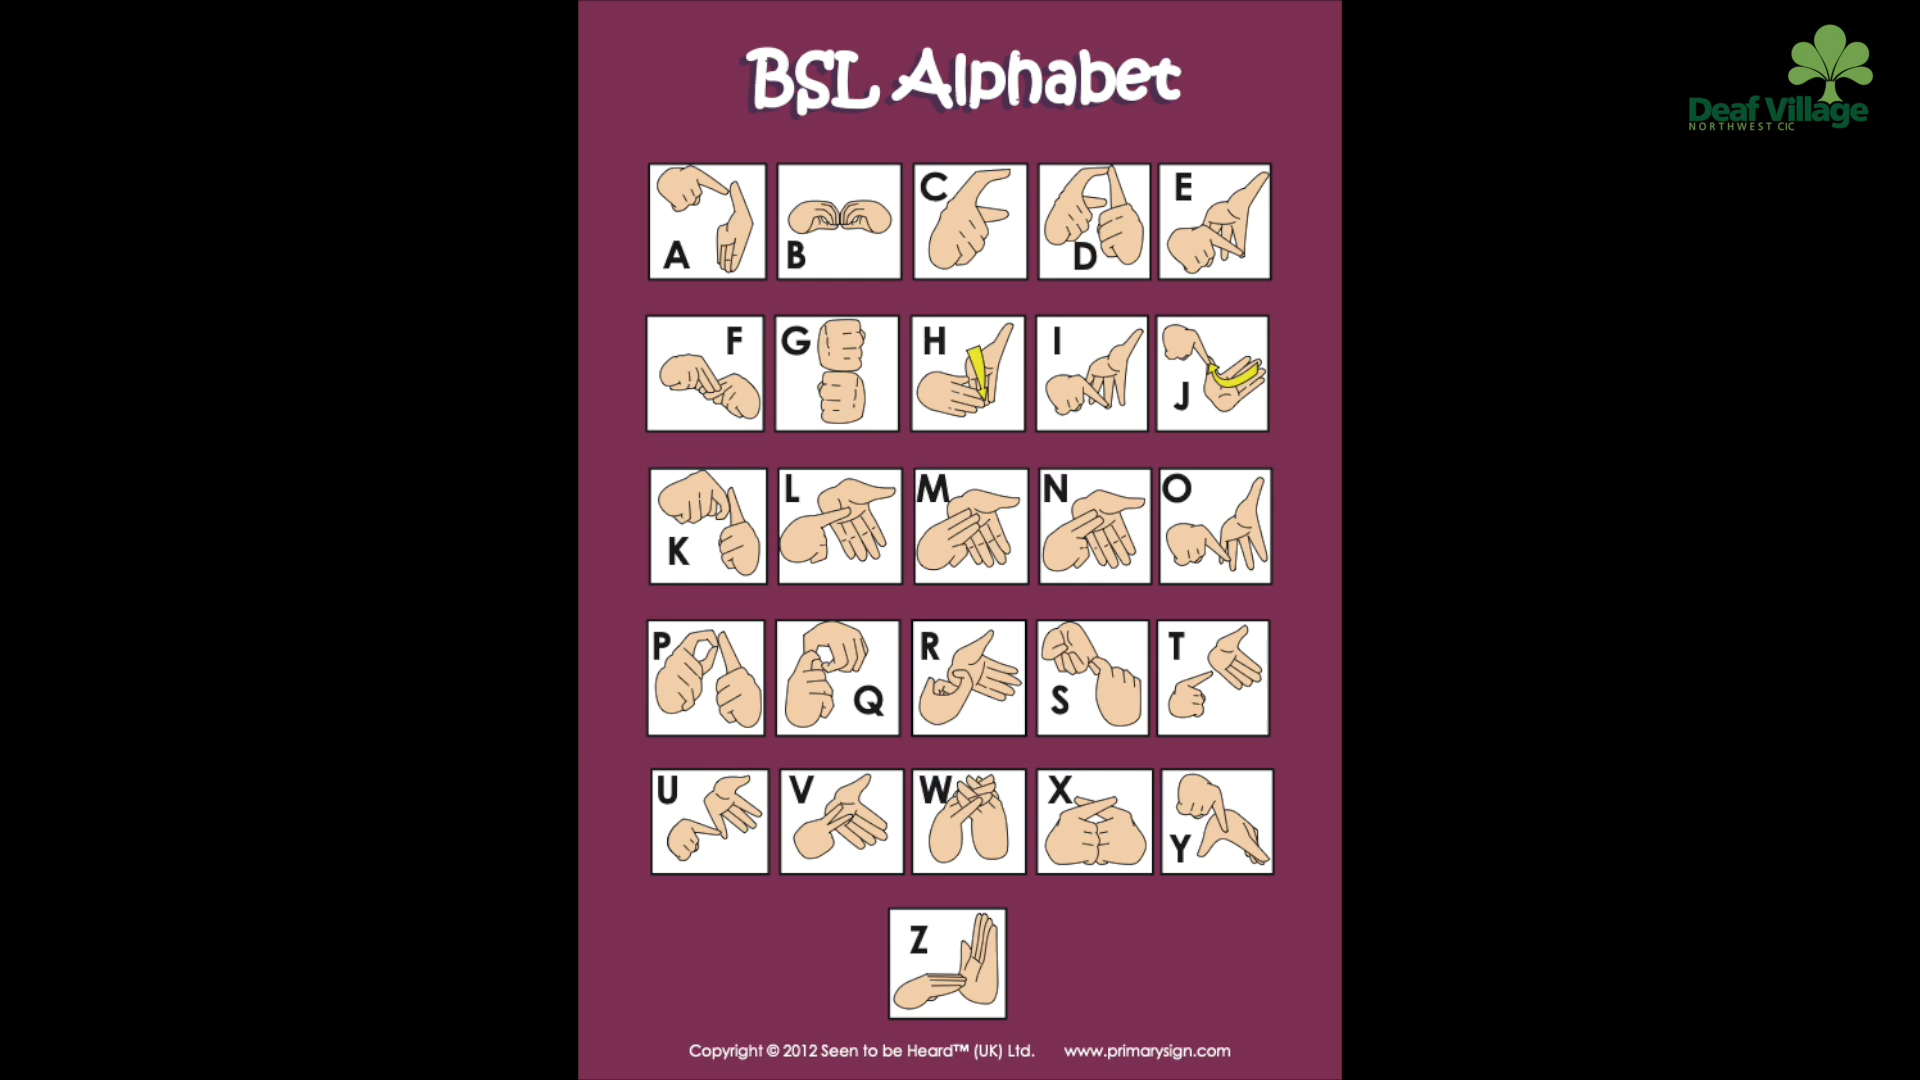 BSL Alphabet
Deaf Village
NORTHWEST CIC
A B C D E
F G H I J
K L M N O
P Q R S T
U V W X Y
Z
Copyright © 2012 Seen to be Heard™ (UK) Ltd. www.primarysign.com